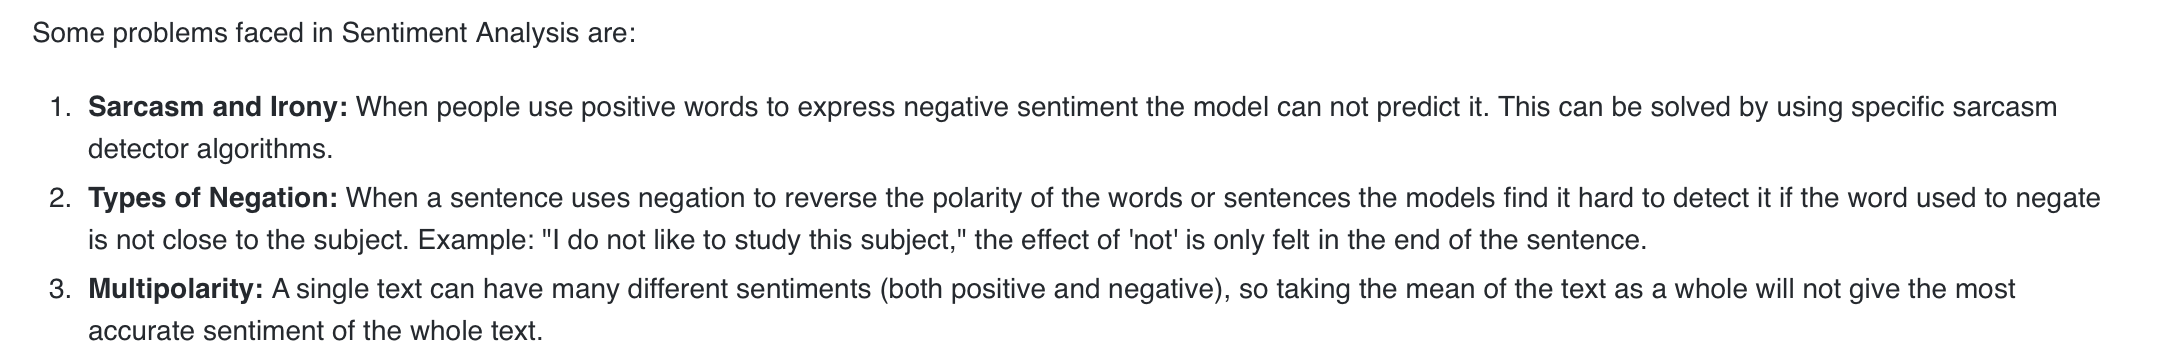 Some problems faced in Sentiment Analysis are:
1. Sarcasm and Irony: When people use positive words to express negative sentiment the model can not predict it. This can be solved by using specific sarcasm
detector algorithms.
2. Types of Negation: When a sentence uses negation to reverse the polarity of the words or sentences the models find it hard to detect it if the word used to negate
is not close to the subject. Example: "I do not like to study this subject," the effect of 'not' is only felt in the end of the sentence.
3. Multipolarity: A single text can have many different sentiments (both positive and negative), so taking the mean of the text as a whole will not give the most
accurate sentiment of the whole text.